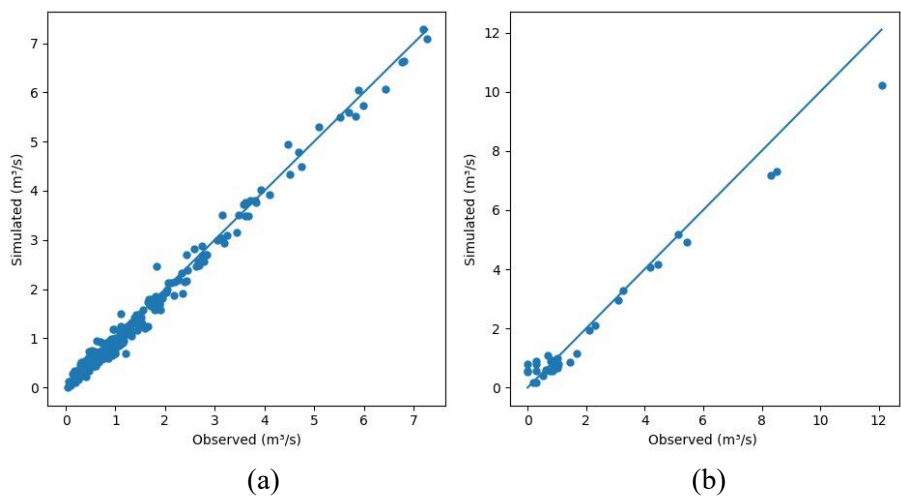 7
6
5
4
3
2
1
0
Simulated (m³/s)
0 1 2 3 4 5 6 7
Observed (m³/s)
(a)
12
10
8
6
4
2
0
Simulated (m³/s)
0 2 4 6 8 10 12
Observed (m³/s)
(b)